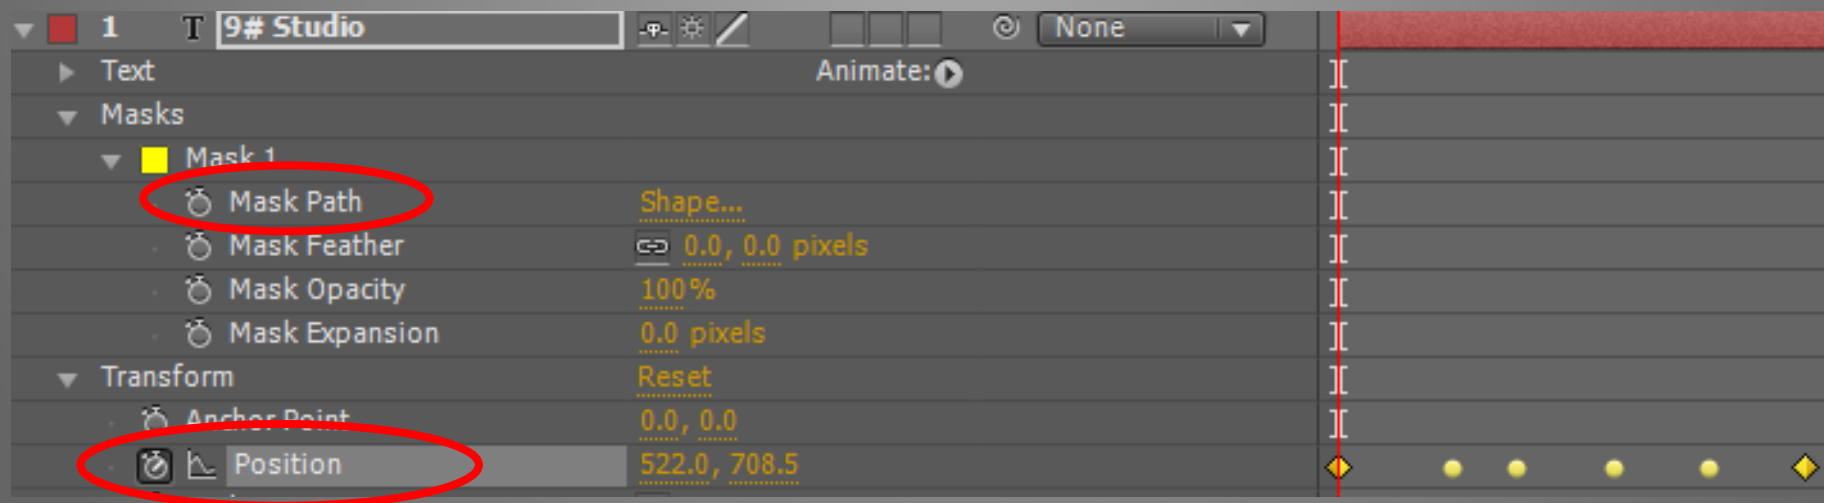 1 T 9# Studio None
Text Animate:
Masks
Mask 1
Mask Path Shape...
Mask Feather 0.0, 0.0 pixels
Mask Opacity 100%
Mask Expansion 0.0 pixels
Transform Reset
Anchor Point 0.0, 0.0
Position 522.0, 708.5